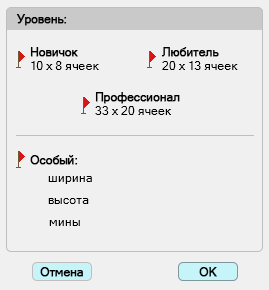 Уровень:
Новичок
10 x 8 ячеек
Любитель
20 x 13 ячеек
Профессионал
33 x 20 ячеек
Особый:
ширина
высота
мины
Отмена
OK